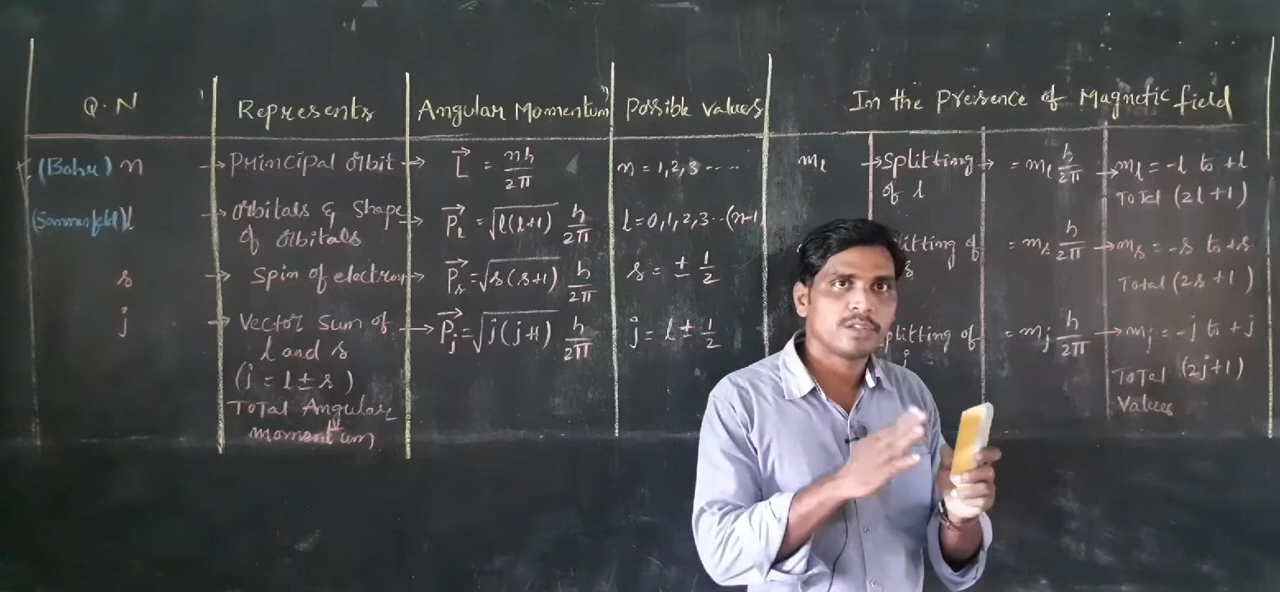 Q.N Represents Angular Momentum Possible values In the presence of Magnetic field
(Bohr) n → Principal orbit → L⃗ = nh/2π n = 1, 2, 3 ..... mₗ → Splitting of l → = mₗ h/2π → mₗ = -l to +l Total (2l+1)
(Sommerfeld) l → Orbitals & Shape of orbitals → P⃗ₗ = √l(l+1) h/2π l = 0, 1, 2, 3 .. (n-1
s → Spin of electron → P⃗ₛ = √s(s+1) h/2π s = ± 1/2 litting of s = mₛ h/2π → mₛ = -s to +s Total (2s+1)
j → Vector Sum of l and s (j = l ± s) Total Angular momentum → P⃗ⱼ = √j(j+1) h/2π j = l ± 1/2 plitting of j = mⱼ h/2π → mⱼ = -j to +j Total (2j+1) Values